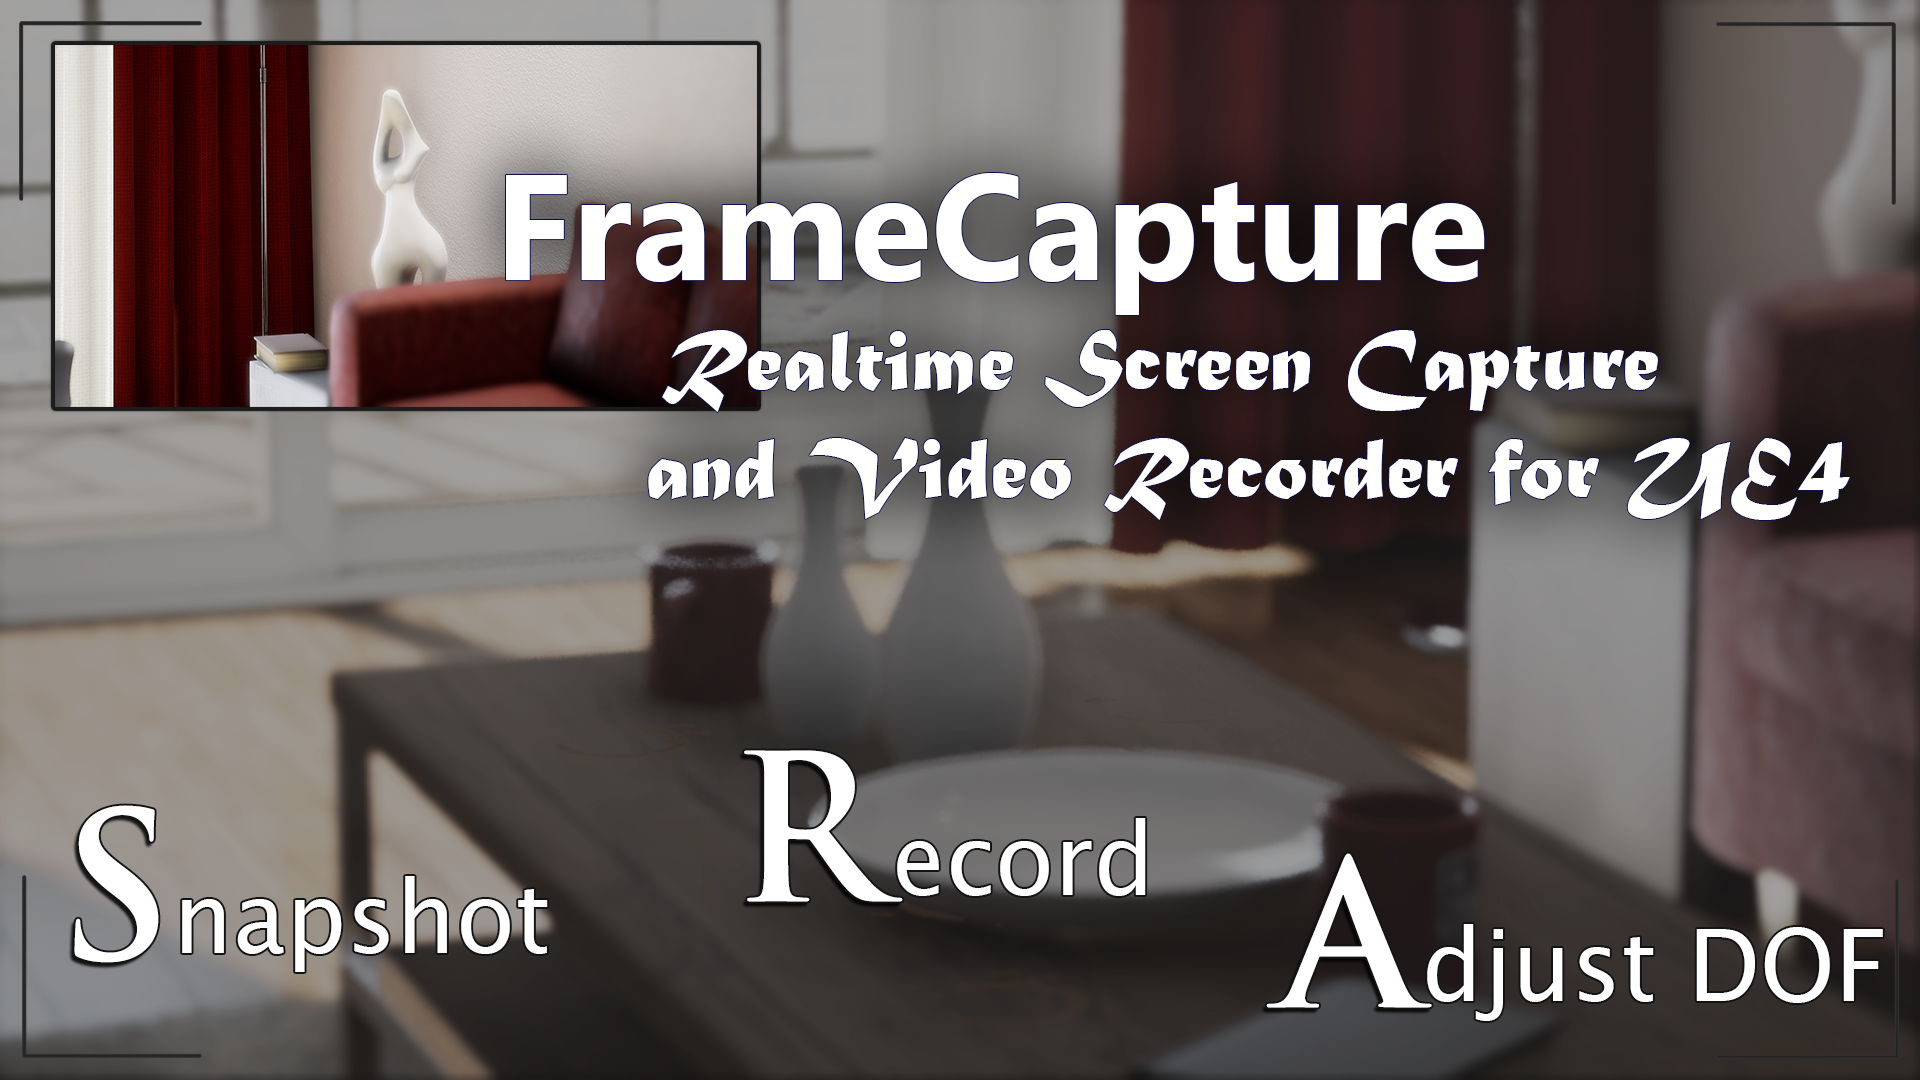 FrameCapture
Realtime Screen Capture
and Video Recorder for UE4
Snapshot
Record
Adjust DOF